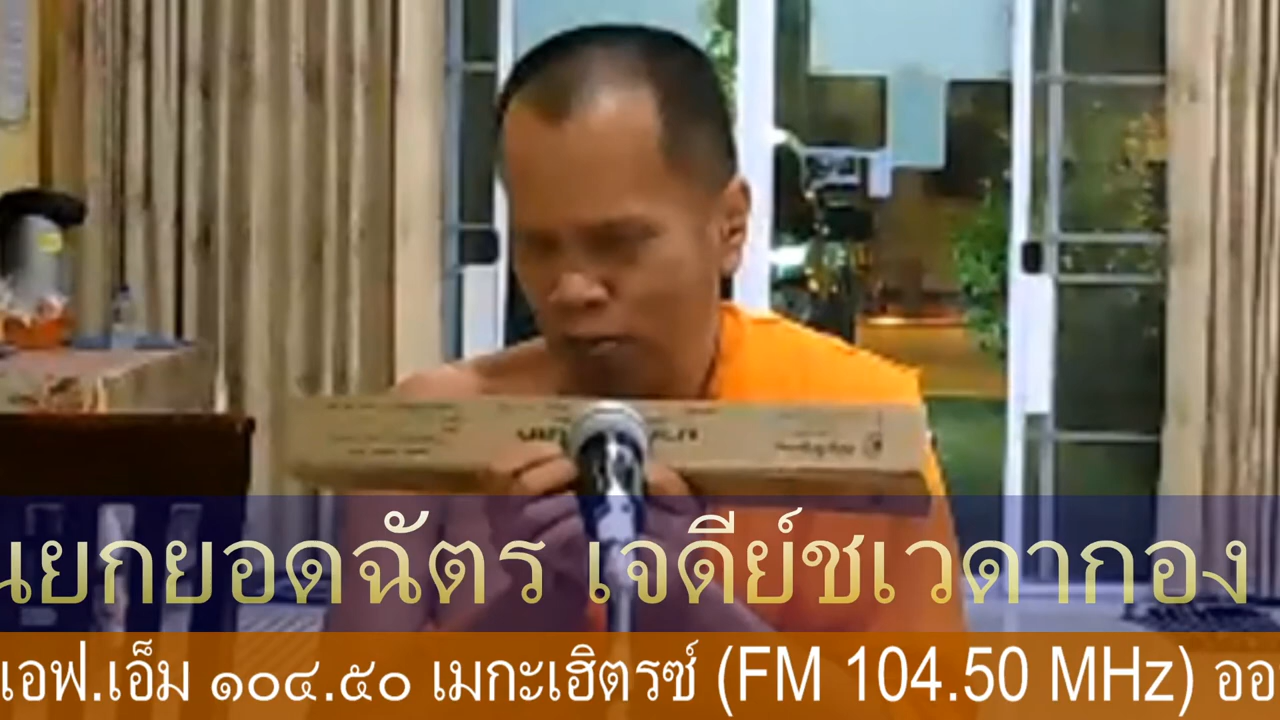 นยกยอดฉัตร เจดีย์ชเวดากอง
เอฟ.เอ็ม ๑๐๔.๕๐ เมกะเฮิตรซ์ (FM 104.50 MHz) ออ